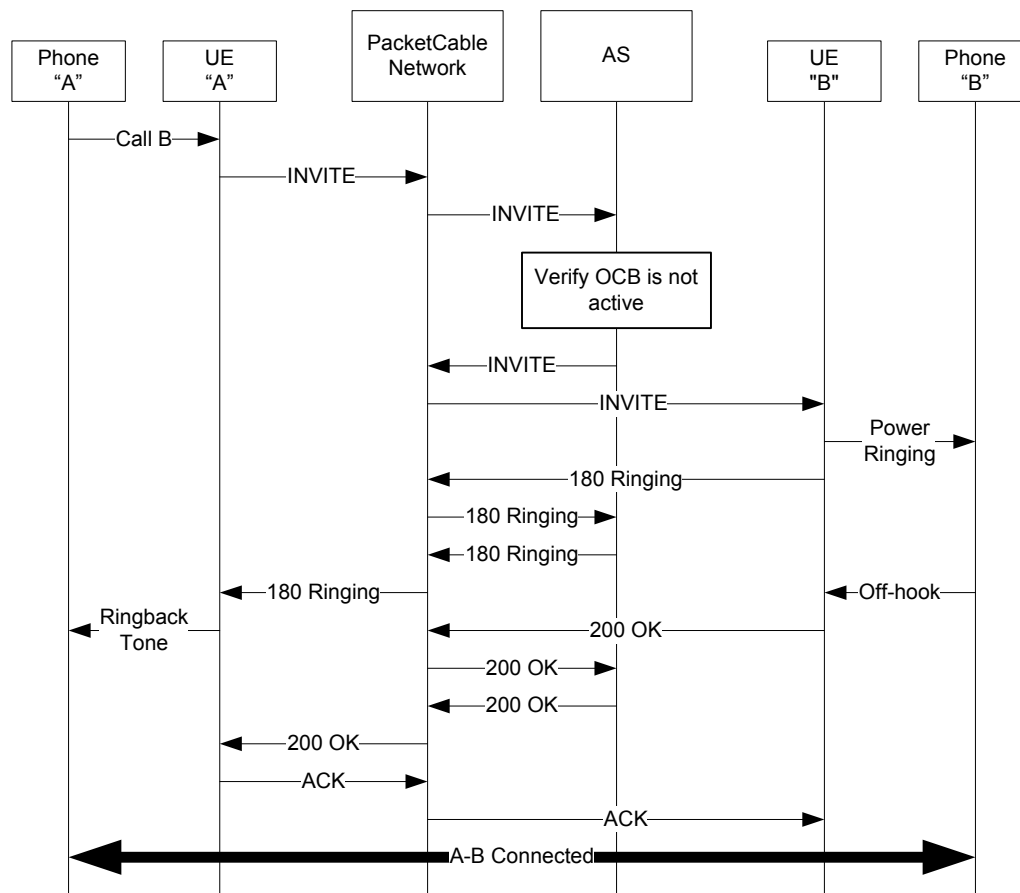 Phone
“A”
UE
“A”
PacketCable
Network
AS
UE
"B"
Phone
“B”
Call B
INVITE
INVITE
Verify OCB is not
active
INVITE
INVITE
Power
Ringing
180 Ringing
180 Ringing
180 Ringing
180 Ringing
Off-hook
Ringback
Tone
200 OK
200 OK
200 OK
200 OK
ACK
ACK
A-B Connected